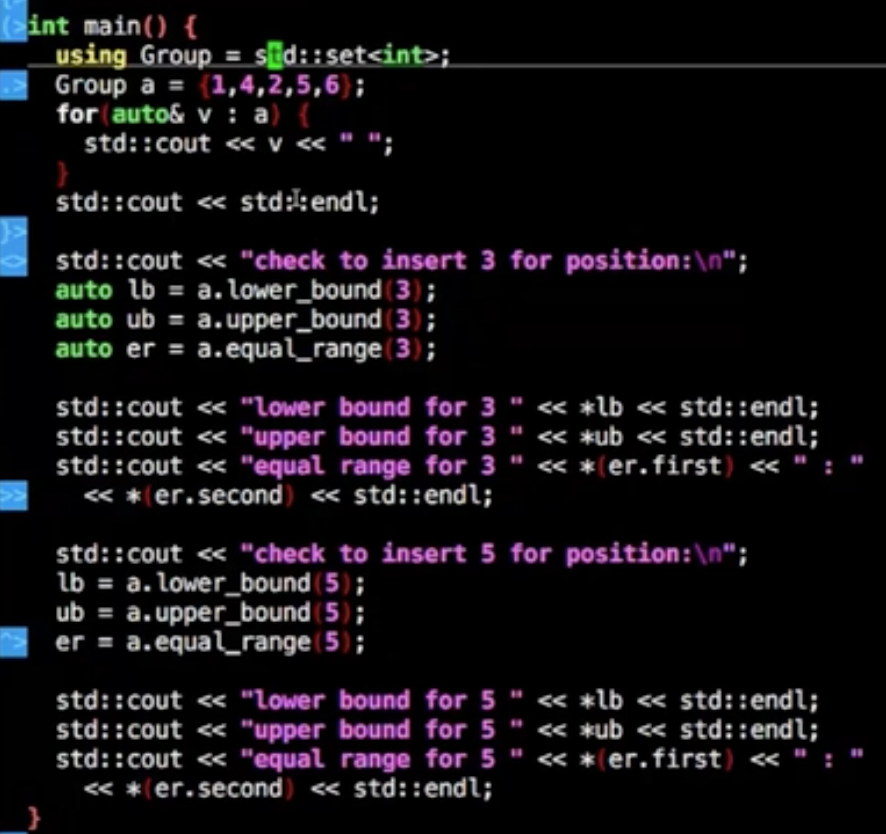 int main() {
  using Group = std::set<int>;
  Group a = {1,4,2,5,6};
  for(auto& v : a) {
    std::cout << v << " ";
  }
  std::cout << std::endl;

  std::cout << "check to insert 3 for position:\n";
  auto lb = a.lower_bound(3);
  auto ub = a.upper_bound(3);
  auto er = a.equal_range(3);

  std::cout << "lower bound for 3 " << *lb << std::endl;
  std::cout << "upper bound for 3 " << *ub << std::endl;
  std::cout << "equal range for 3 " << *(er.first) << " : "
    << *(er.second) << std::endl;

  std::cout << "check to insert 5 for position:\n";
  lb = a.lower_bound(5);
  ub = a.upper_bound(5);
  er = a.equal_range(5);

  std::cout << "lower bound for 5 " << *lb << std::endl;
  std::cout << "upper bound for 5 " << *ub << std::endl;
  std::cout << "equal range for 5 " << *(er.first) << " : "
    << *(er.second) << std::endl;
}